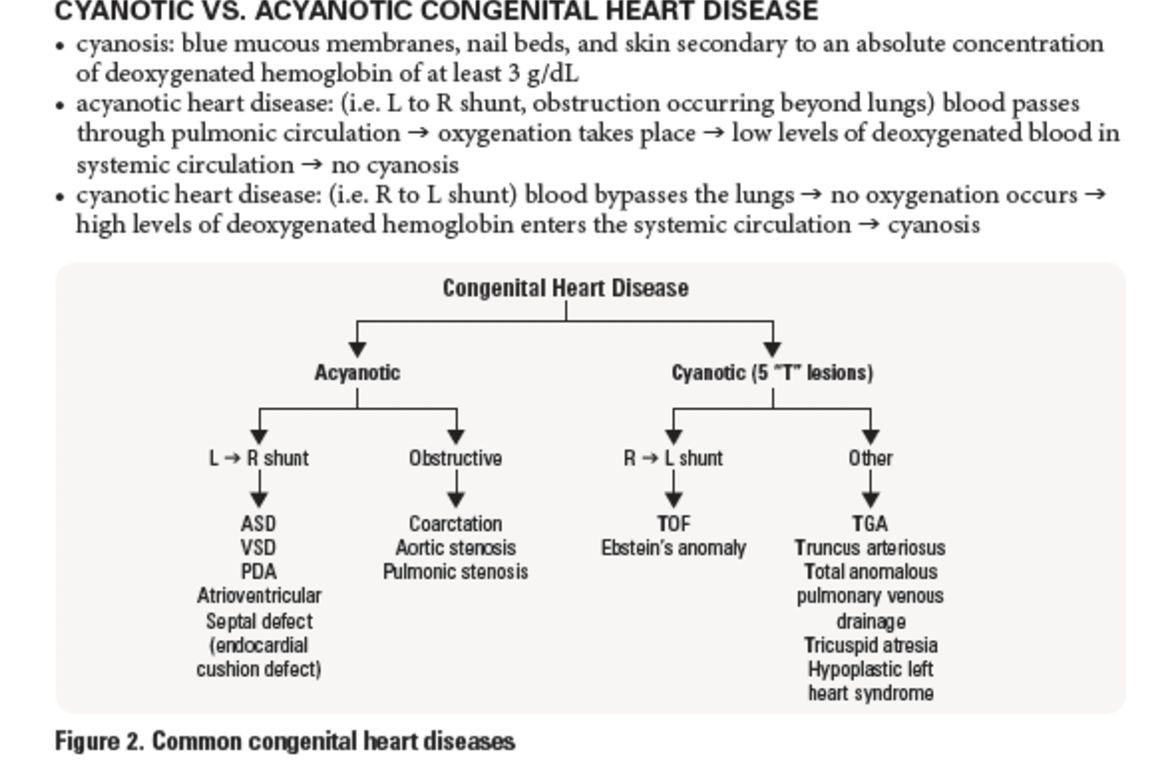 CYANOTIC VS. ACYANOTIC CONGENITAL HEART DISEASE
• cyanosis: blue mucous membranes, nail beds, and skin secondary to an absolute concentration
of deoxygenated hemoglobin of at least 3 g/dL
• acyanotic heart disease: (i.e. L to R shunt, obstruction occurring beyond lungs) blood passes
through pulmonic circulation → oxygenation takes place → low levels of deoxygenated blood in
systemic circulation → no cyanosis
• cyanotic heart disease: (i.e. R to L shunt) blood bypasses the lungs → no oxygenation occurs →
high levels of deoxygenated hemoglobin enters the systemic circulation → cyanosis
Congenital Heart Disease
Acyanotic
Cyanotic (5 "T" lesions)
L → R shunt
Obstructive
R → L shunt
Other
ASD
VSD
PDA
Atrioventricular
Septal defect
(endocardial
cushion defect)
Coarctation
Aortic stenosis
Pulmonic stenosis
TOF
Ebstein's anomaly
TGA
Truncus arteriosus
Total anomalous
pulmonary venous
drainage
Tricuspid atresia
Hypoplastic left
heart syndrome
Figure 2. Common congenital heart diseases